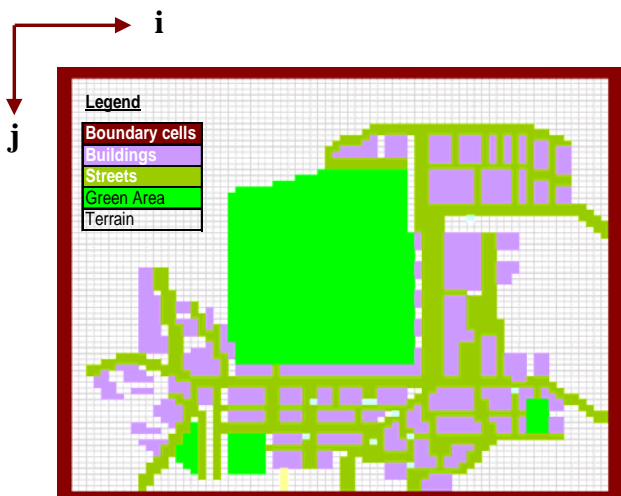 i
j
Legend
Boundary cells
Buildings
Streets
Green Area
Terrain